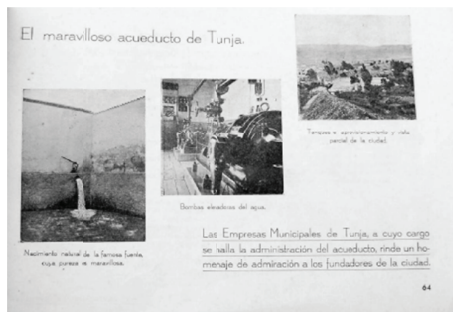 El maravilloso acueducto de Tunja.
Tanques de aprovisionamiento y vista
parcial de la ciudad.
Bombas elevadoras del agua.
Nacimiento natural de la famosa fuente,
cuya pureza es maravillosa.
Las Empresas Municipales de Tunja, a cuyo cargo
se halla la administración del acueducto, rinde un ho-
menaje de admiración a los fundadores de la ciudad.
64